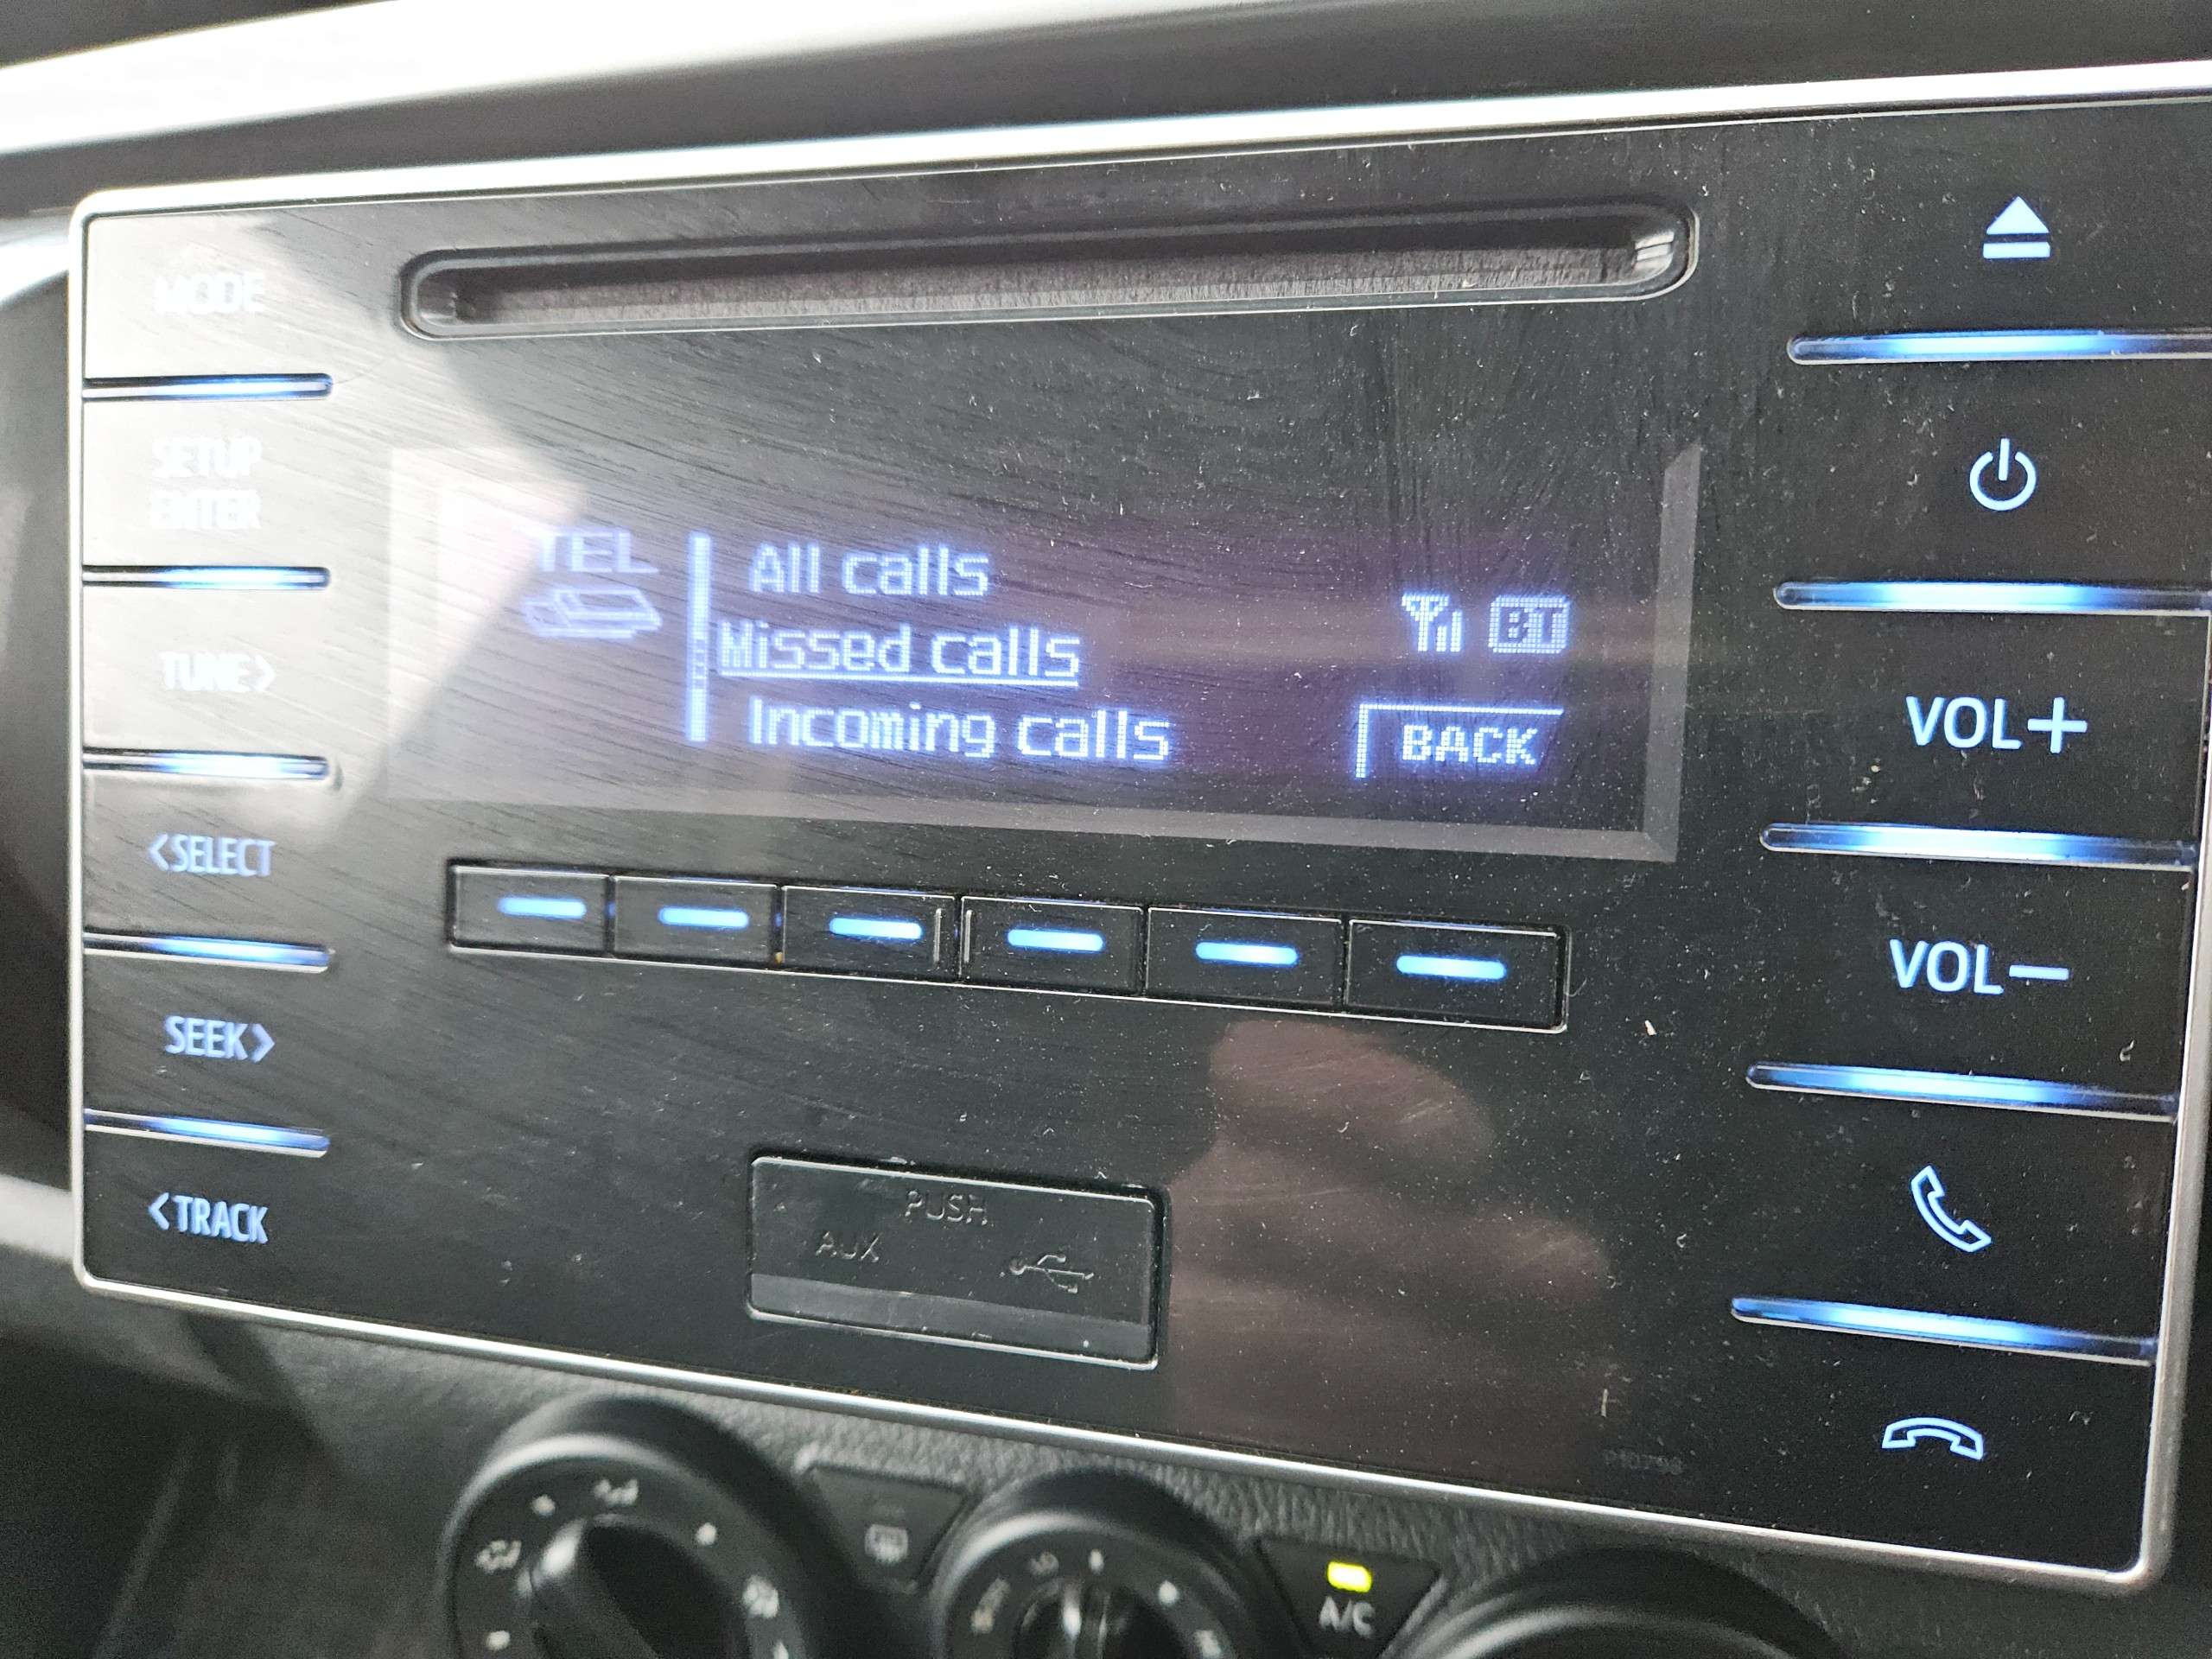 MODE
SETUP
ENTER
TUNE>
<SELECT
SEEK>
<TRACK
TEL
All calls
Missed calls
Incoming calls
BT
BACK
VOL+
VOL−
PUSH
AUX
A/C